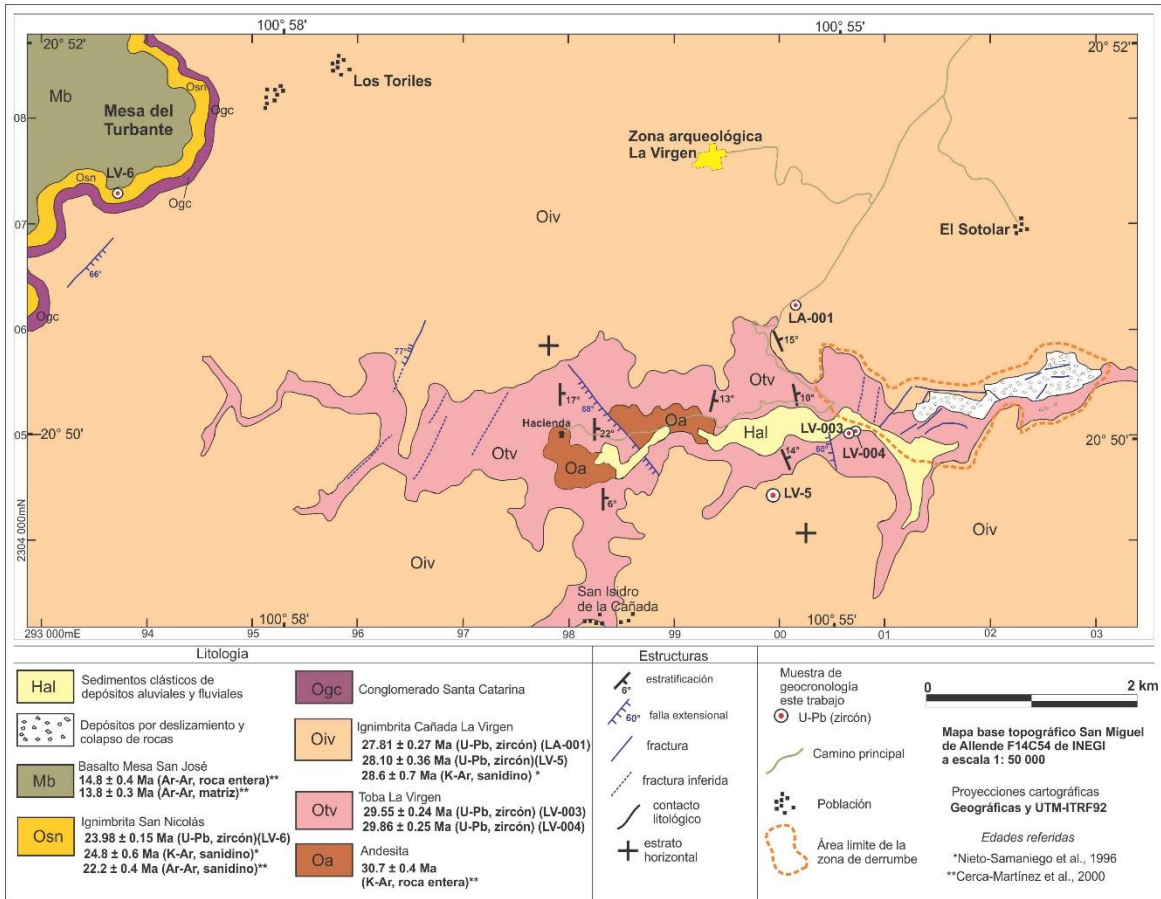 100° 58'
100° 55'
20° 52'
20° 52'
Osn
Mb
Mesa del
Turbante
Ogc
Los Toriles
08
LV-6
Osn
Ogc
Zona arqueológica
La Virgen
Oiv
07
El Sotolar
66°
Ogc
06
LA-001
15°
77°
Otv
17°
68°
13°
10°
Oa
Hacienda
22°
Hal
LV-003
LV-004
20° 50'
05
20° 50'
Otv
Oa
14°
60°
LV-5
6°
2304 000mN
Oiv
Oiv
San Isidro
de la Cañada
100° 58'
100° 55'
293 000mE
94
95
96
97
98
99
00
01
02
03
Litología
Hal
Sedimentos clásticos de
depósitos aluviales y fluviales
Depósitos por deslizamiento y
colapso de rocas
Mb
Basalto Mesa San José
14.8 ± 0.4 Ma (Ar-Ar, roca entera)**
13.8 ± 0.3 Ma (Ar-Ar, matriz)**
Osn
Ignimbrita San Nicolás
23.98 ± 0.15 Ma (U-Pb, zircón)(LV-6)
24.8 ± 0.6 (K-Ar, sanidino)*
22.2 ± 0.4 (Ar-Ar, sanidino)**
Ogc
Conglomerado Santa Catarina
Oiv
Ignimbrita Cañada La Virgen
27.81 ± 0.27 Ma (U-Pb, zircón) (LA-001)
28.10 ± 0.36 Ma (U-Pb, zircón)(LV-5)
28.6 ± 0.7 Ma (K-Ar, sanidino) *
Otv
Toba La Virgen
29.55 ± 0.24 Ma (U-Pb, zircón) (LV-003)
29.86 ± 0.25 Ma (U-Pb, zircón) (LV-004)
Oa
Andesita
30.7 ± 0.4 Ma
(K-Ar, roca entera)**
Estructuras
6°
estratificación
60°
falla extensional
fractura
fractura inferida
contacto
litológico
estrato
horizontal
Muestra de
geocronología
este trabajo
U-Pb (zircón)
Camino principal
Población
Área limite de la
zona de derrumbe
0
2 km
Mapa base topográfico San Miguel
de Allende F14C54 de INEGI
a escala 1: 50 000
Proyecciones cartográficas
Geográficas y UTM-ITRF92
Edades referidas
*Nieto-Samaniego et al., 1996
**Cerca-Martínez et al., 2000